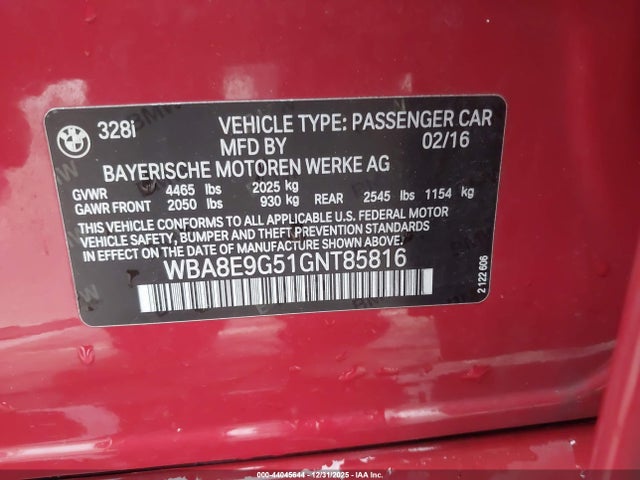 BMW 328i VEHICLE TYPE: PASSENGER CAR
MFD BY 02/16
BAYERISCHE MOTOREN WERKE AG
GVWR 4465 lbs 2025 kg
GAWR FRONT 2050 lbs 930 kg REAR 2545 lbs 1154 kg
THIS VEHICLE CONFORMS TO ALL APPLICABLE U.S. FEDERAL MOTOR
VEHICLE SAFETY, BUMPER AND THEFT PREVENTION STANDARDS
IN EFFECT ON THE DATE OF MANUFACTURE SHOWN ABOVE.
WBA8E9G51GNT85816
2 122 606
000-44045644 - 12/31/2025 - IAA Inc.